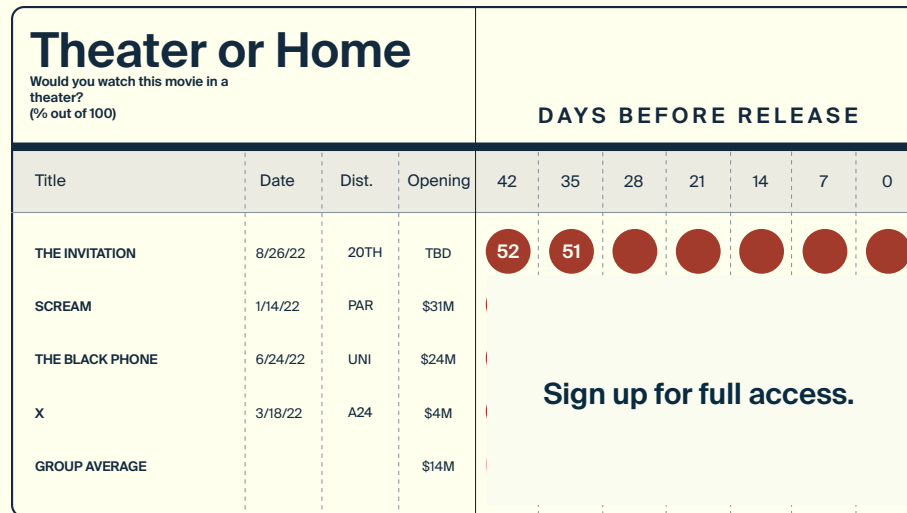 Theater or Home
Would you watch this movie in a
theater?
(% out of 100)
DAYS BEFORE RELEASE
Title Date Dist. Opening 42 35 28 21 14 7 0
THE INVITATION 8/26/22 20TH TBD 52 51
SCREAM 1/14/22 PAR $31M
THE BLACK PHONE 6/24/22 UNI $24M
Sign up for full access.
X 3/18/22 A24 $4M
GROUP AVERAGE $14M